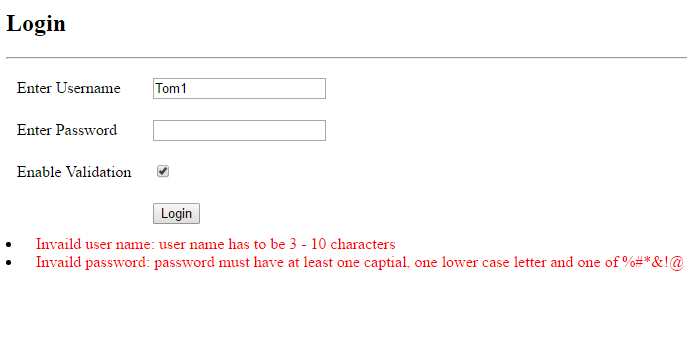 Login
Enter Username Tom1
Enter Password
Enable Validation
Login
Invaild user name: user name has to be 3 - 10 characters
Invaild password: password must have at least one captial, one lower case letter and one of %#*&!@